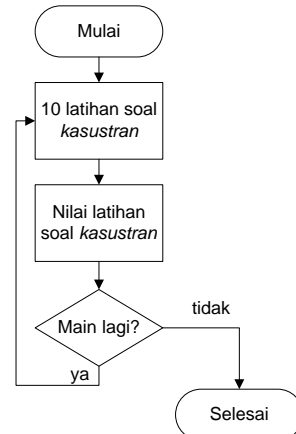 Mulai
10 latihan soal
kasustran
Nilai latihan
soal kasustran
Main lagi?
tidak
ya
Selesai